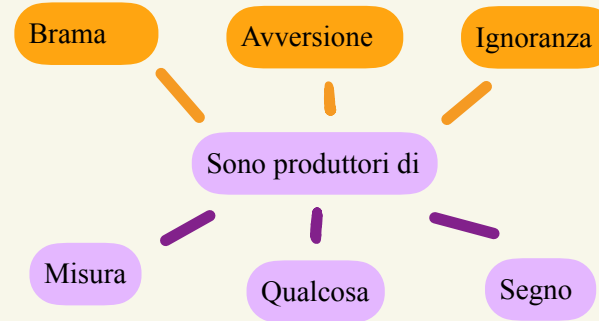 Brama
Avversione
Ignoranza
Sono produttori di
Misura
Qualcosa
Segno